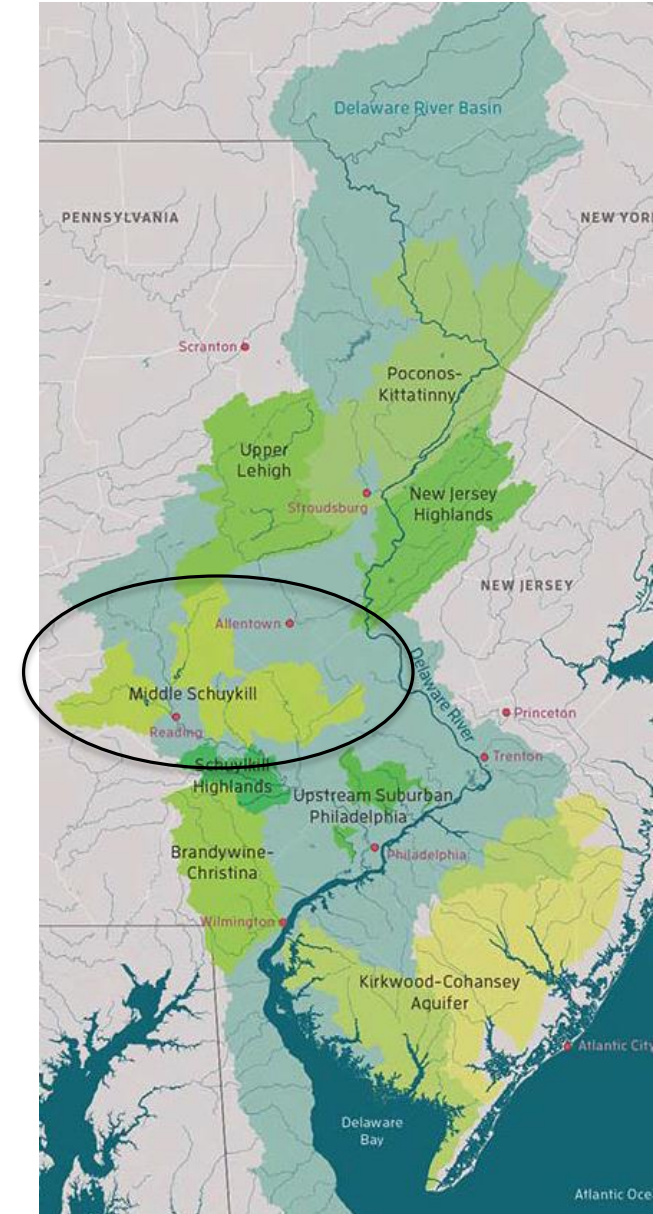 Delaware River Basin
PENNSYLVANIA
NEW YOR
Scranton
Poconos-
Kittatinny
Upper
Lehigh
Stroudsburg
New Jersey
Highlands
NEW JERSEY
Allentown
Delaware River
Middle Schuykill
Princeton
Reading
Trenton
Schuylkill
Highlands
Upstream Suburban
Philadelphia
Brandywine-
Christina
Philadelphia
Wilmington
Kirkwood-Cohansey
Aquifer
Atlantic City
Delaware
Bay
Atlantic Oce